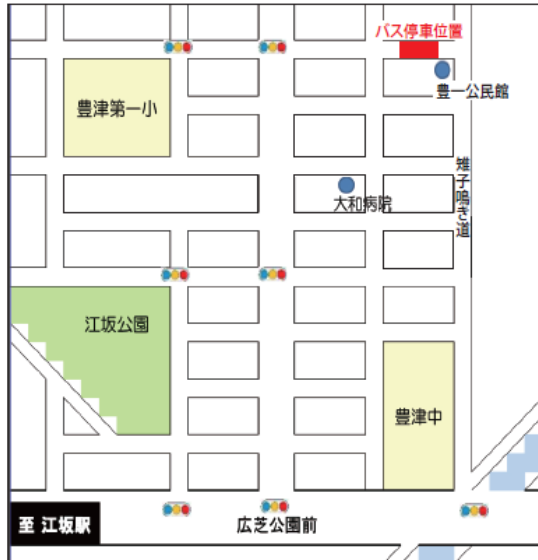 バス停車位置
豊一公民館
豊津第一小
雉子鳴き道
大和病院
江坂公園
豊津中
至 江坂駅
広芝公園前